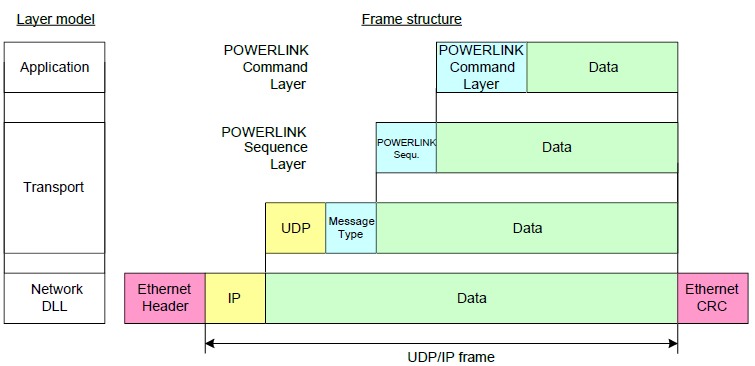 Layer model
Frame structure
Application
POWERLINK
Command
Layer
POWERLINK
Command
Layer
Data
Transport
POWERLINK
Sequence
Layer
POWERLINK
Sequ.
Data
UDP
Message
Type
Data
Network
DLL
Ethernet
Header
IP
Data
Ethernet
CRC
UDP/IP frame